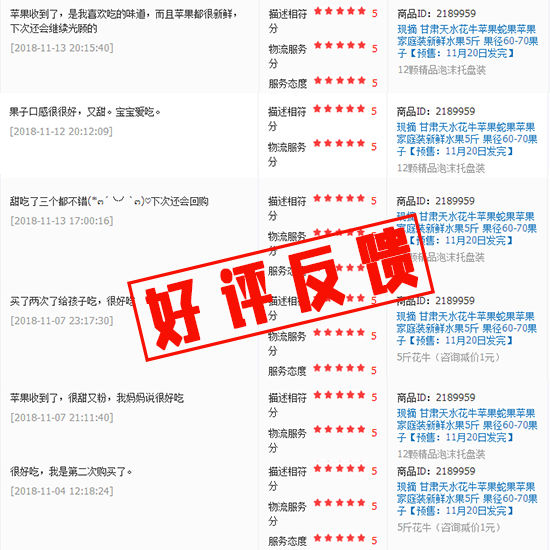 苹果收到了，是我喜欢吃的味道，而且苹果都很新鲜，
下次还会继续光顾的
[2018-11-13 20:15:40]
描述相符 5
分
物流服务 5
分
服务态度 5
商品ID：2189959
现摘 甘肃天水花牛苹果蛇果苹果
家庭装新鲜水果5斤 果径60-70果
子【预售：11月20日发完】
12颗精品泡沫托盘装
果子口感很很好，又甜。宝宝爱吃。
[2018-11-12 20:12:09]
描述相符 5
分
物流服务 5
分
商品ID：2189959
现摘 甘肃天水花牛苹果蛇果苹果
家庭装新鲜水果5斤 果径60-70果
子【预售：11月20日发完】
12颗精品泡沫托盘装
甜吃了三个都不错(*๓´╰╯`๓)♡下次还会回购
[2018-11-13 17:00:16]
描述相符 5
分
物流服务
分
服务态度
商品ID：2189959
现摘 甘肃天水花牛苹果蛇果苹果
家庭装新鲜水果5斤 果径60-70果
子【预售：11月20日发完】
12颗精品泡沫托盘装
好评反馈
买了两次了给孩子吃，很好吃
[2018-11-07 23:17:30]
描述相符 5
分
物流服务 5
分
服务态度 5
商品ID：2189959
现摘 甘肃天水花牛苹果蛇果苹果
家庭装新鲜水果5斤 果径60-70果
子【预售：11月20日发完】
5斤花牛（咨询减价1元）
苹果收到了，很甜又粉，我妈妈说很好吃
[2018-11-07 21:11:40]
描述相符 5
分
物流服务 5
分
商品ID：2189959
现摘 甘肃天水花牛苹果蛇果苹果
家庭装新鲜水果5斤 果径60-70果
子【预售：11月20日发完】
12颗精品泡沫托盘装
很好吃，我是第二次购买了。
[2018-11-04 12:18:24]
描述相符 5
分
物流服务 5
分
服务态度 5
商品ID：2189959
现摘 甘肃天水花牛苹果蛇果苹果
家庭装新鲜水果5斤 果径60-70果
子【预售：11月20日发完】
5斤花牛（咨询减价1元）